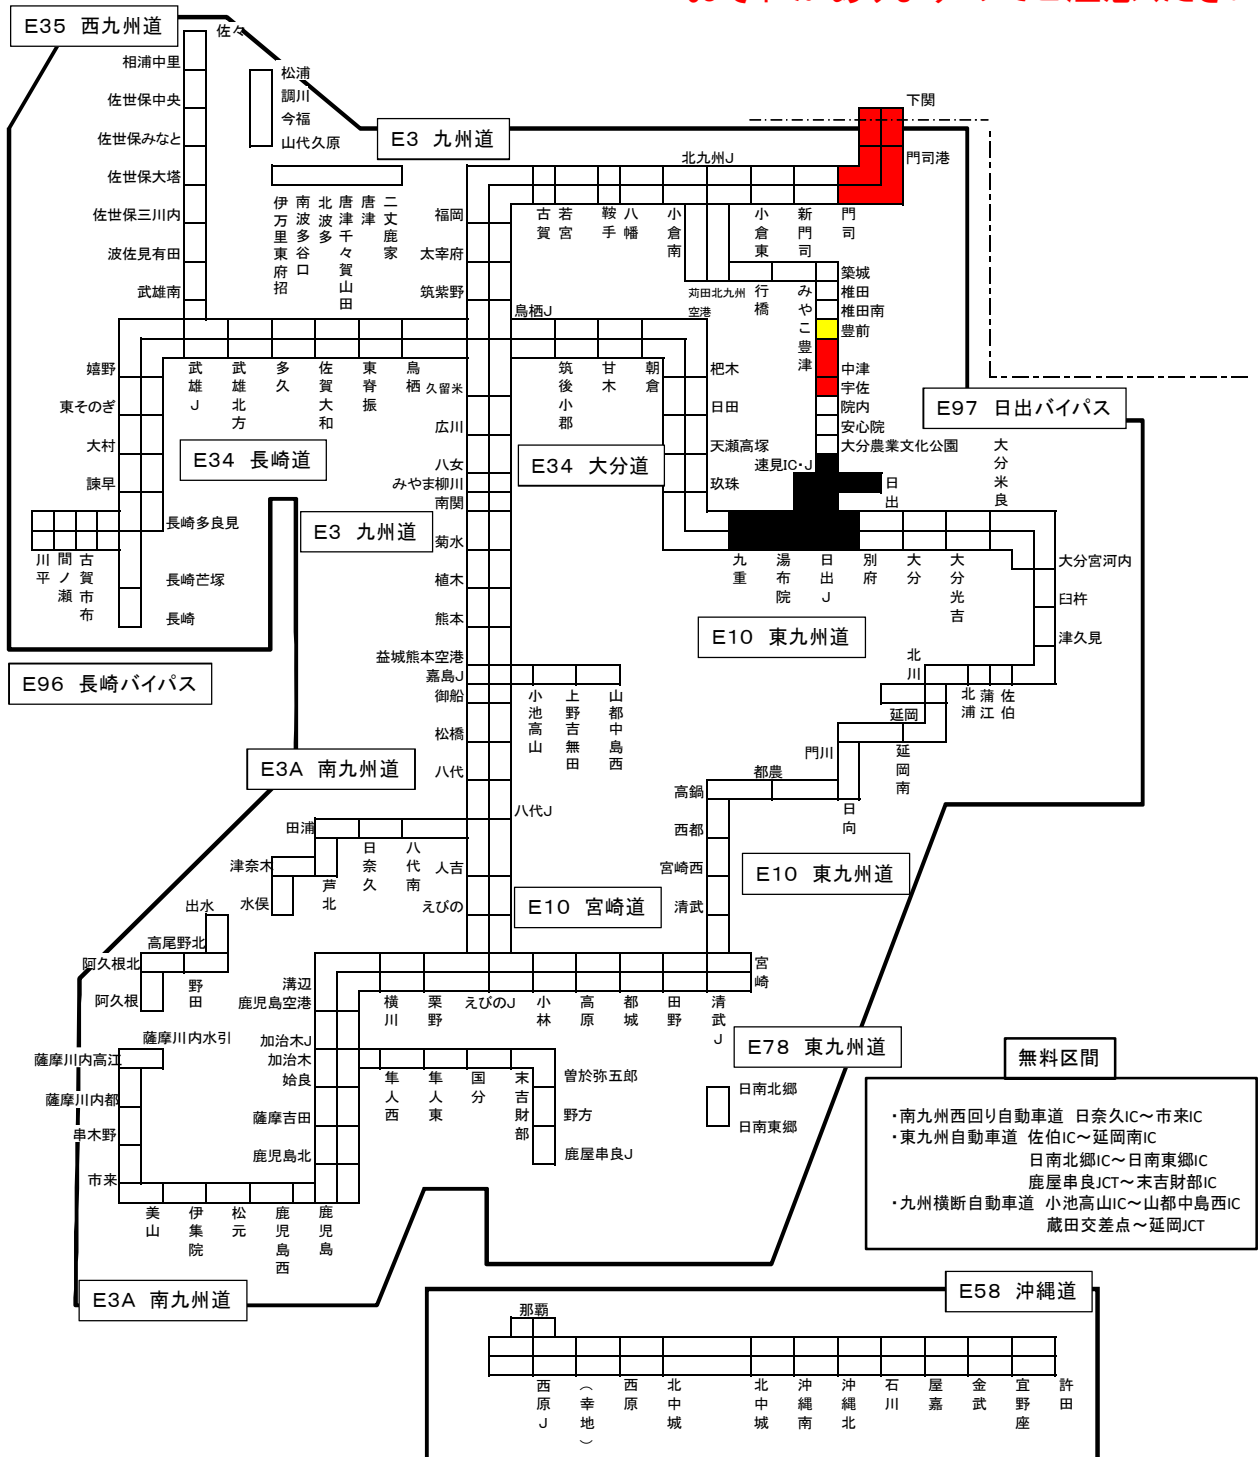 E35 西九州道
佐々
相浦中里
佐世保中央
佐世保みなと
佐世保大塔
佐世保三川内
波佐見有田
武雄南
松浦
調川
今福
山代久原
E3 九州道
伊万里東府招
南波多谷口
北波多
唐津千々賀山田
唐津
二丈鹿家
下関
門司港
北九州J
福岡
太宰府
筑紫野
鳥栖J
古賀
若宮
鞍手
八幡
小倉南
小倉東
新門司
門司
苅田北九州
空港
行橋
みやこ豊津
築城
椎田
椎田南
豊前
中津
宇佐
院内
安心院
大分農業文化公園
速見IC・J
日出
E97 日出バイパス
嬉野
東そのぎ
大村
諫早
武雄J
武雄北方
多久
佐賀大和
東脊振
鳥栖
久留米
筑後小郡
甘木
朝倉
杷木
日田
天瀬高塚
玖珠
E34 長崎道
E34 大分道
広川
八女
みやま柳川
南関
菊水
植木
熊本
益城熊本空港
嘉島J
御船
松橋
八代
E3 九州道
長崎多良見
川平
間ノ瀬
古賀市布
長崎芒塚
長崎
E96 長崎バイパス
九重
湯布院
日出J
別府
大分
大分光吉
大分米良
大分宮河内
臼杵
津久見
E10 東九州道
北川
北浦
蒲江
佐伯
延岡
延岡南
門川
都農
日向
高鍋
西都
宮崎西
清武
小池高山
上野吉無田
山都中島西
E3A 南九州道
八代J
田浦
日奈久
八代南
津奈木
芦北
水俣
人吉
えびの
E10 宮崎道
E10 東九州道
出水
高尾野北
阿久根北
野田
阿久根
溝辺
鹿児島空港
横川
栗野
えびのJ
小林
高原
都城
田野
清武J
宮崎
薩摩川内水引
薩摩川内高江
薩摩川内都
串木野
市来
加治木J
加治木
姶良
薩摩吉田
鹿児島北
隼人西
隼人東
国分
末吉財部
曽於弥五郎
野方
鹿屋串良J
E78 東九州道
日南北郷
日南東郷
美山
伊集院
松元
鹿児島西
鹿児島
E3A 南九州道
無料区間
・南九州西回り自動車道 日奈久IC～市来IC
・東九州自動車道 佐伯IC～延岡南IC
日南北郷IC～日南東郷IC
鹿屋串良JCT～末吉財部IC
・九州横断自動車道 小池高山IC～山都中島西IC
蔵田交差点～延岡JCT
E58 沖縄道
那覇
西原J
（幸地）
西原
北中城
北中城
沖縄南
沖縄北
石川
屋嘉
金武
宜野座
許田